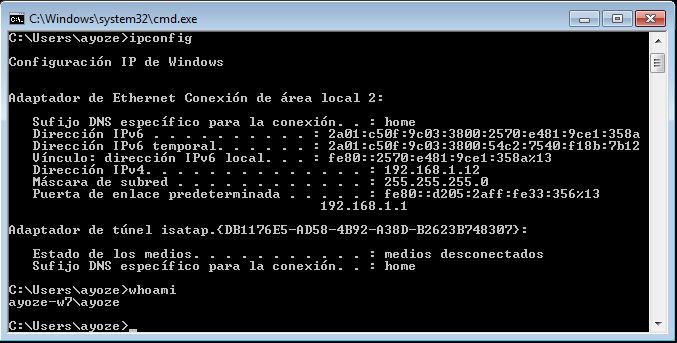 C:\Windows\system32\cmd.exe
C:\Users\ayoze>ipconfig
Configuración IP de Windows
Adaptador de Ethernet Conexión de área local 2:
Sufijo DNS específico para la conexión. . : home
Dirección IPv6 . . . . . . . . . . : 2a01:c50f:9c03:3800:2570:e481:9ce1:358a
Dirección IPv6 temporal. . . . . . : 2a01:c50f:9c03:3800:54c2:7540:f18b:7b12
Vínculo: dirección IPv6 local. . . : fe80::2570:e481:9ce1:358a%13
Dirección IPv4. . . . . . . . . . . . . . : 192.168.1.12
Máscara de subred . . . . . . . . . . . . : 255.255.255.0
Puerta de enlace predeterminada . . . . . : fe80::d205:2aff:fe33:356%13
192.168.1.1
Adaptador de túnel isatap.{DB1176E5-AD58-4B92-A38D-B2623B748307}:
Estado de los medios. . . . . . . . . . . : medios desconectados
Sufijo DNS específico para la conexión. . : home
C:\Users\ayoze>whoami
ayoze-w7\ayoze
C:\Users\ayoze>_